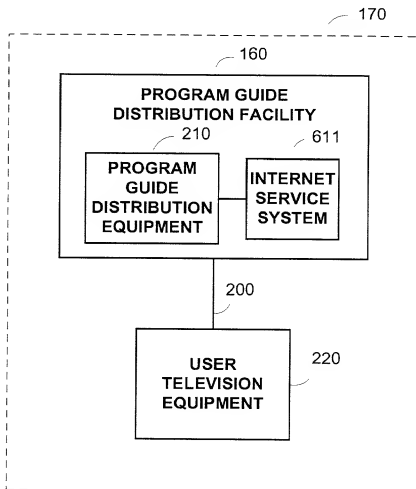 170
160
PROGRAM GUIDE
DISTRIBUTION FACILITY
210
611
PROGRAM
GUIDE
DISTRIBUTION
EQUIPMENT
INTERNET
SERVICE
SYSTEM
200
USER
TELEVISION
EQUIPMENT
220